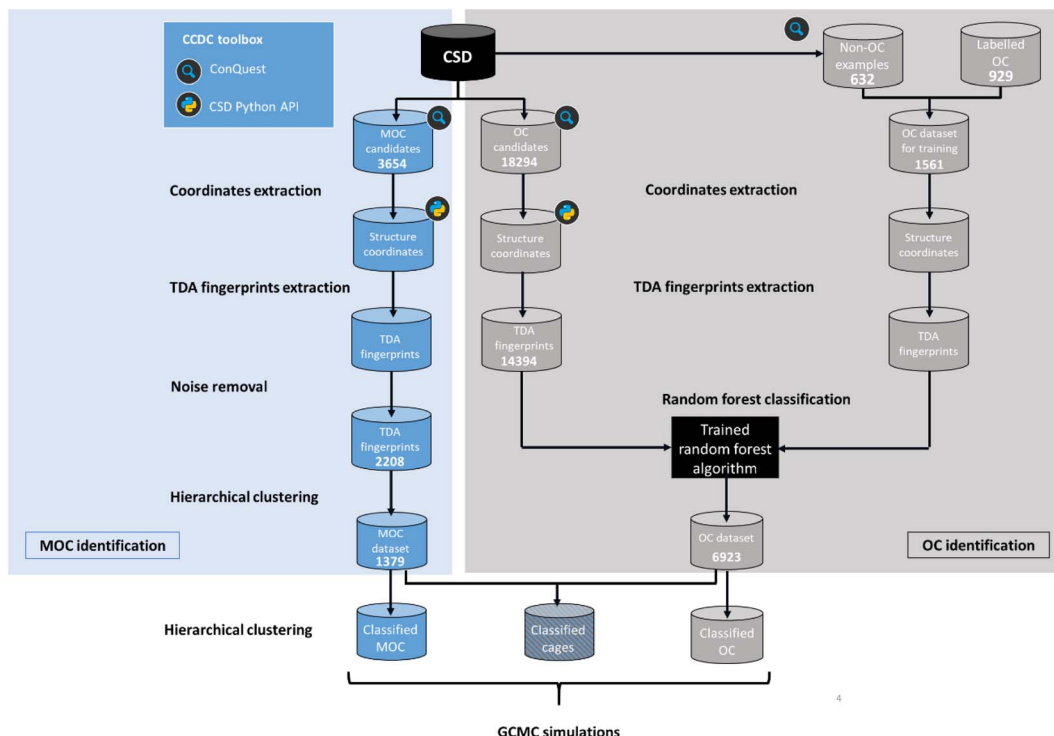 CCDC toolbox
ConQuest
CSD Python API
CSD
Non-OC
examples
632
Labelled
OC
929
MOC
candidates
3654
OC
candidates
18294
OC dataset
for training
1561
Coordinates extraction
Coordinates extraction
Structure
coordinates
Structure
coordinates
Structure
coordinates
TDA fingerprints extraction
TDA fingerprints extraction
TDA
fingerprints
TDA
fingerprints
14394
TDA
fingerprints
Noise removal
Random forest classification
TDA
fingerprints
2208
Trained
random forest
algorithm
Hierarchical clustering
MOC identification
MOC
dataset
1379
OC dataset
6923
OC identification
Hierarchical clustering
Classified
MOC
Classified
cages
Classified
OC
4
GCMC simulations